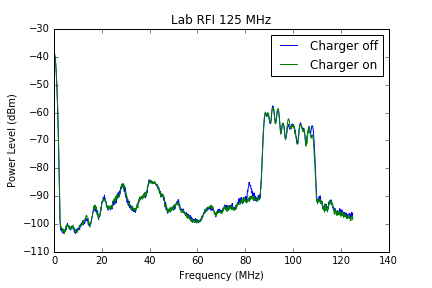 Lab RFI 125 MHz
Charger off
Charger on
Power Level (dBm)
−30
−40
−50
−60
−70
−80
−90
−100
−110
0 20 40 60 80 100 120 140
Frequency (MHz)